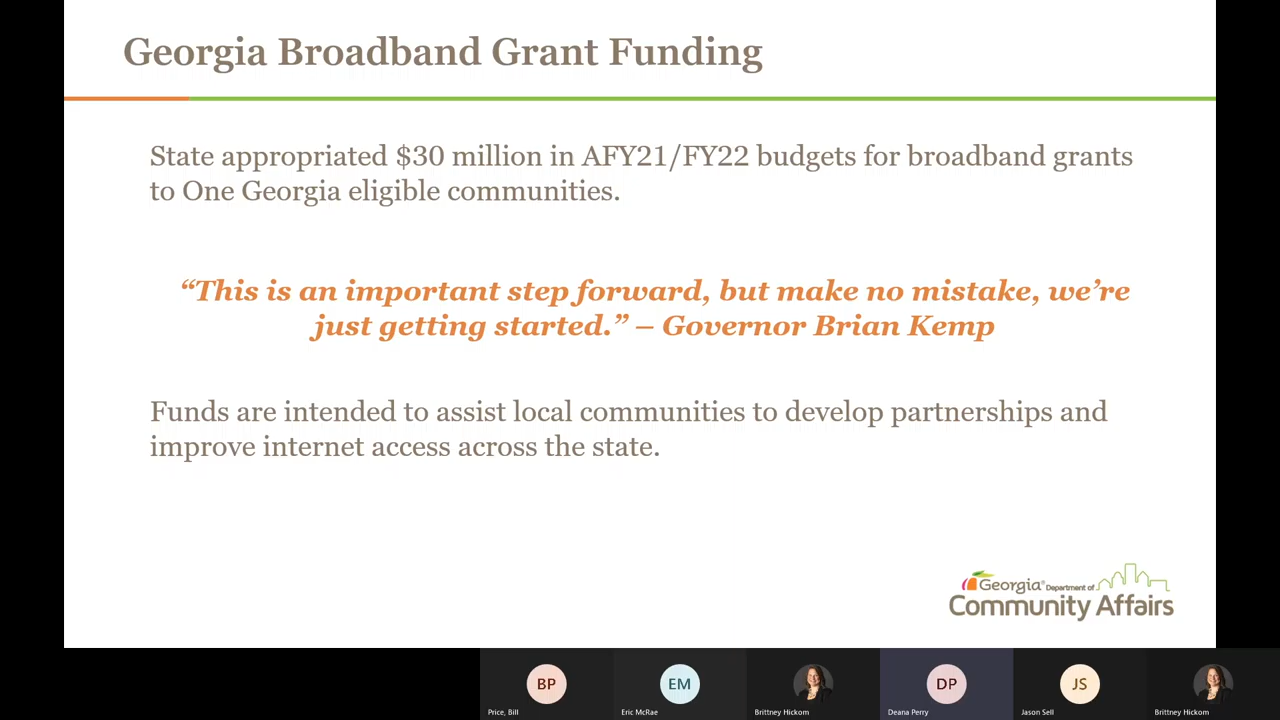 Georgia Broadband Grant Funding
State appropriated $30 million in AFY21/FY22 budgets for broadband grants
to One Georgia eligible communities.
“This is an important step forward, but make no mistake, we’re
just getting started.” – Governor Brian Kemp
Funds are intended to assist local communities to develop partnerships and
improve internet access across the state.
Georgia® Department of
Community Affairs
BP
EM
DP
JS
Price, Bill
Eric McRae
Brittney Hickom
Deana Perry
Jason Sell
Brittney Hickom